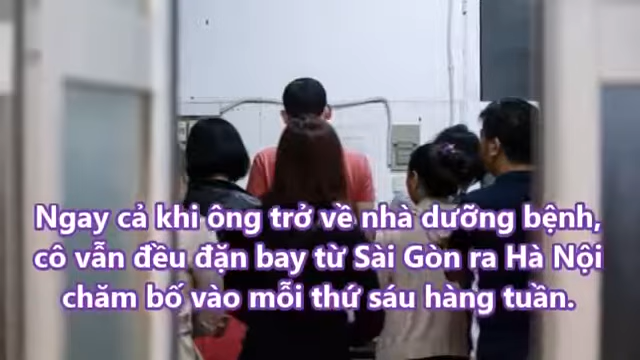 Ngay cả khi ông trở về nhà dưỡng bệnh,
cô vẫn đều đặn bay từ Sài Gòn ra Hà Nội
chăm bố vào mỗi thứ sáu hàng tuần.